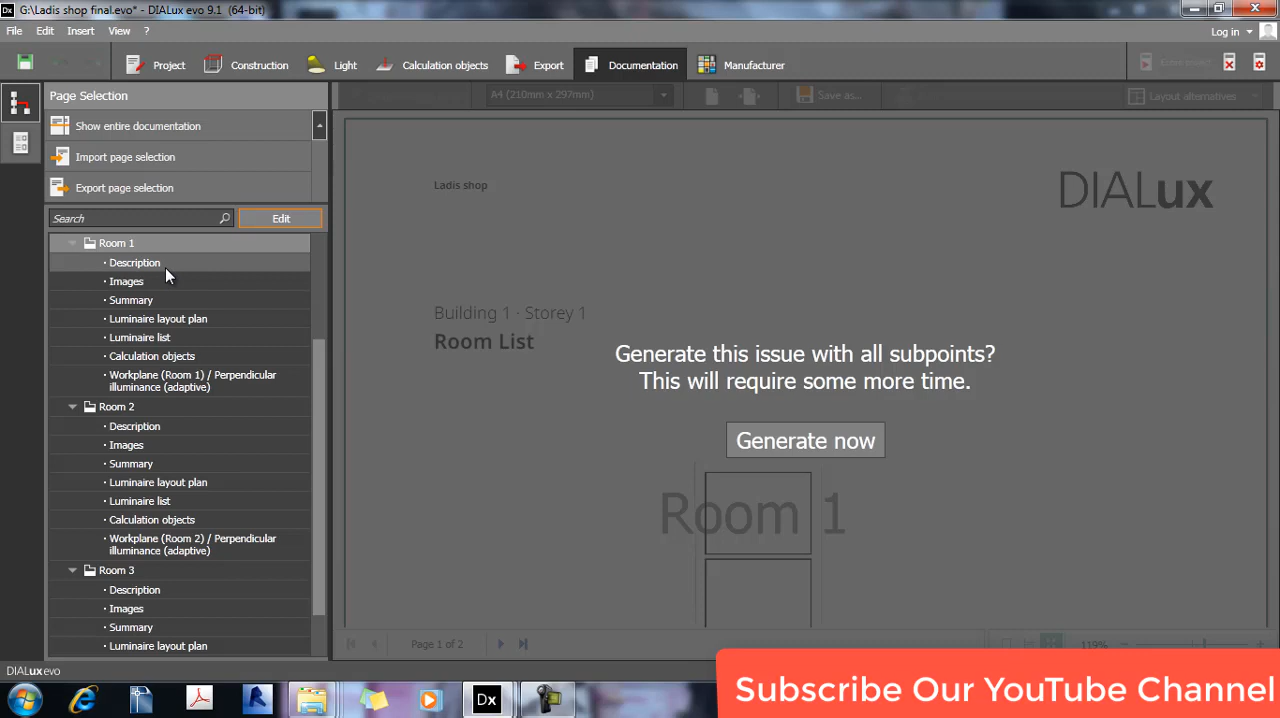 G:\Ladis shop final.evo* - DIALux evo 9.1 (64-bit)
File Edit Insert View ?
Log in
Project Construction Light Calculation objects Export Documentation Manufacturer
Page Selection
A4 (210mm x 297mm)
Save as...
Layout alternatives
Show entire documentation
Import page selection
Export page selection
Search
Edit
Room 1
· Description
· Images
· Summary
· Luminaire layout plan
· Luminaire list
· Calculation objects
· Workplane (Room 1) / Perpendicular
illuminance (adaptive)
Room 2
· Description
· Images
· Summary
· Luminaire layout plan
· Luminaire list
· Calculation objects
· Workplane (Room 2) / Perpendicular
illuminance (adaptive)
Room 3
· Description
· Images
· Summary
· Luminaire layout plan
Ladis shop
DIALux
Building 1 · Storey 1
Room List
Generate this issue with all subpoints?
This will require some more time.
Generate now
Room 1
Page 1 of 2
119%
DIALux evo
Dx
Subscribe Our YouTube Channel